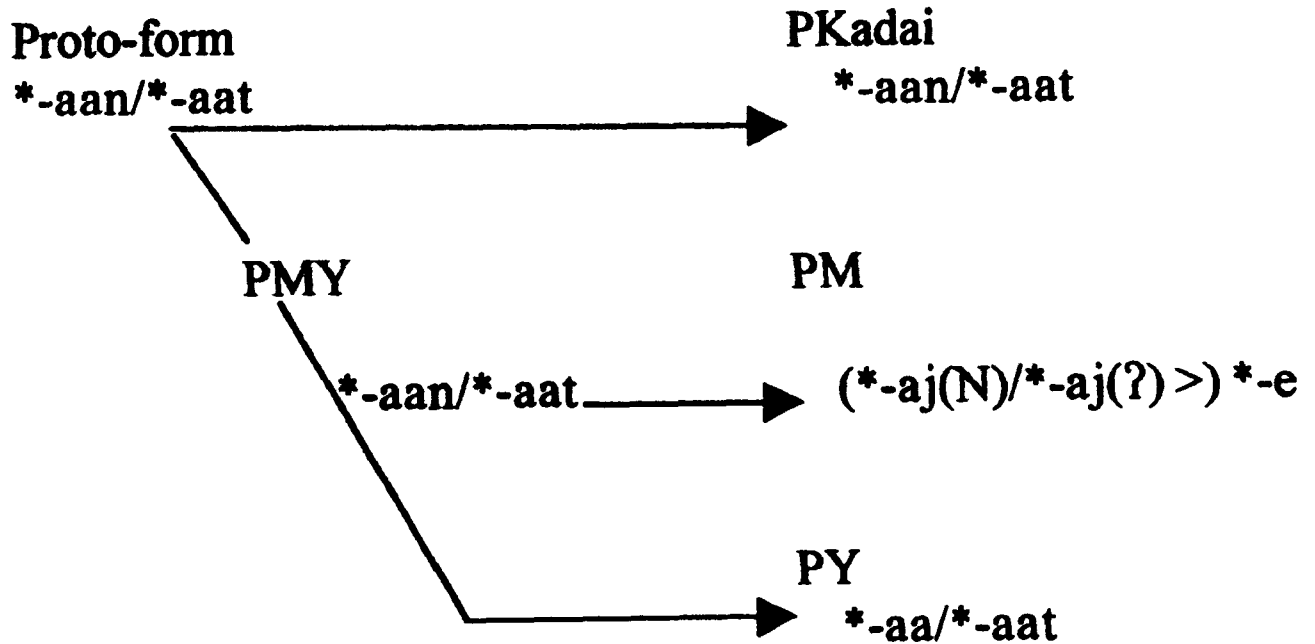 Proto-form
*-aan/*-aat
PKadai
*-aan/*-aat
PMY
*-aan/*-aat
PM
(*-aj(N)/*-aj(?) >) *-e
PY
*-aa/*-aat